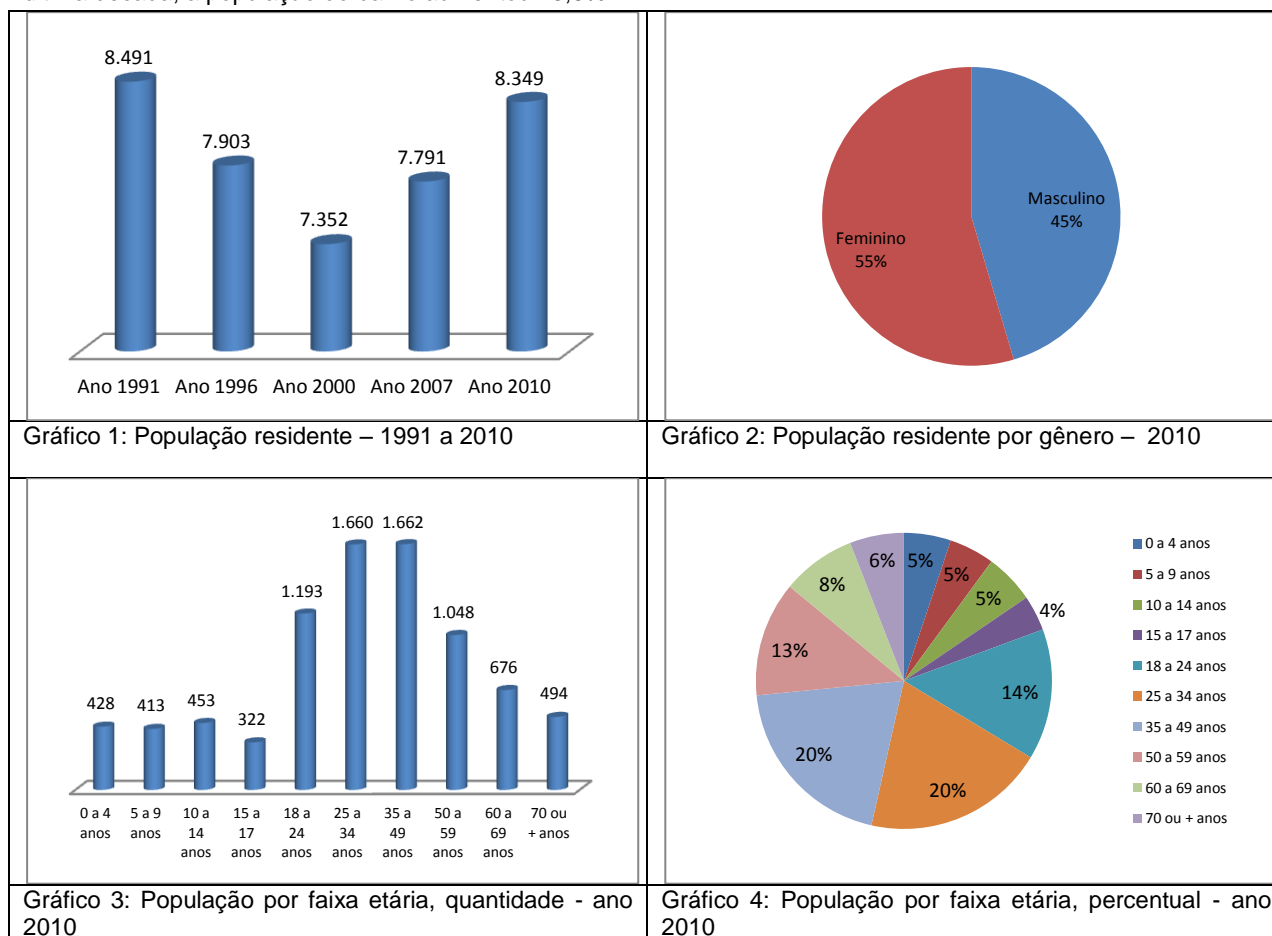 8.491
7.903
7.352
7.791
8.349
Ano 1991 Ano 1996 Ano 2000 Ano 2007 Ano 2010
Masculino
45%
Feminino
55%
Gráfico 1: População residente – 1991 a 2010
Gráfico 2: População residente por gênero – 2010
428
413
453
322
1.193
1.660
1.662
1.048
676
494
0 a 4 anos
5 a 9 anos
10 a 14 anos
15 a 17 anos
18 a 24 anos
25 a 34 anos
35 a 49 anos
50 a 59 anos
60 a 69 anos
70 ou + anos
5%
5%
5%
4%
14%
20%
20%
13%
8%
6%
0 a 4 anos
5 a 9 anos
10 a 14 anos
15 a 17 anos
18 a 24 anos
25 a 34 anos
35 a 49 anos
50 a 59 anos
60 a 69 anos
70 ou + anos
Gráfico 3: População por faixa etária, quantidade - ano
2010
Gráfico 4: População por faixa etária, percentual - ano
2010